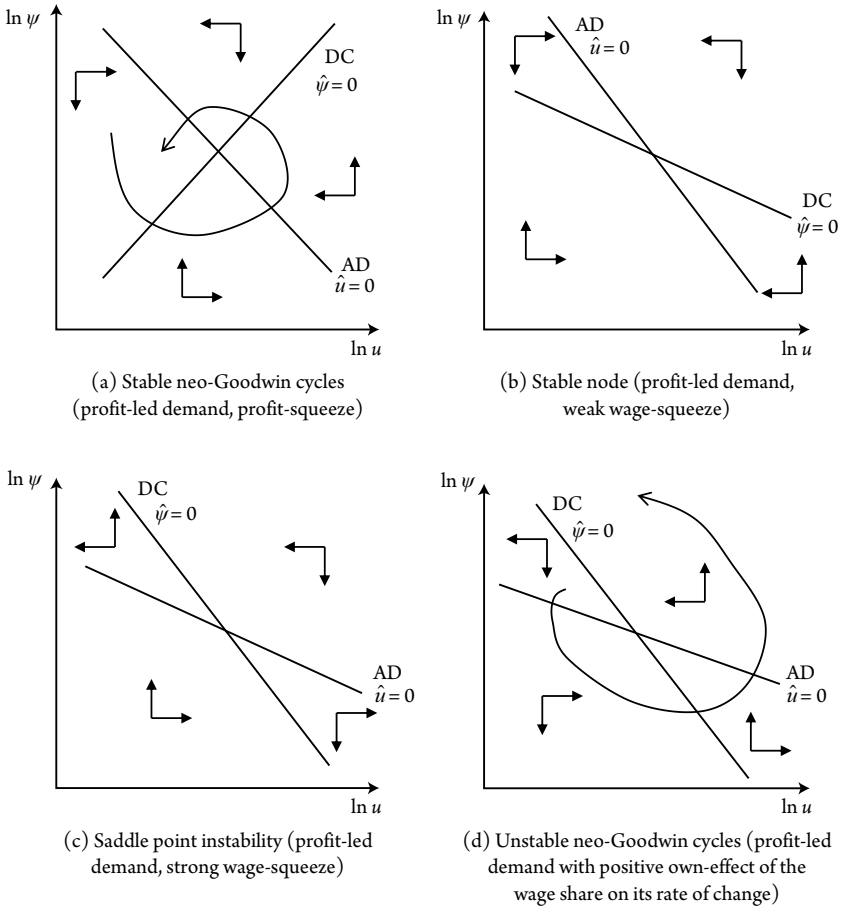 ln ψ
DC
ψ̂ = 0
AD
û = 0
ln u
(a) Stable neo-Goodwin cycles
(profit-led demand, profit-squeeze)
ln ψ
AD
û = 0
DC
ψ̂ = 0
ln u
(b) Stable node (profit-led demand,
weak wage-squeeze)
ln ψ
DC
ψ̂ = 0
AD
û = 0
ln u
(c) Saddle point instability (profit-led
demand, strong wage-squeeze)
ln ψ
DC
ψ̂ = 0
AD
û = 0
ln u
(d) Unstable neo-Goodwin cycles (profit-led
demand with positive own-effect of the
wage share on its rate of change)